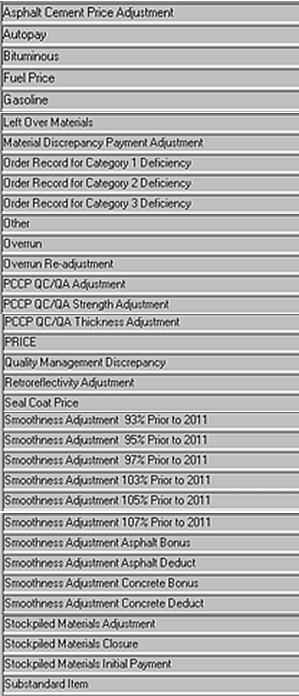 Asphalt Cement Price Adjustment
Autopay
Bituminous
Fuel Price
Gasoline
Left Over Materials
Material Discrepancy Payment Adjustment
Order Record for Category 1 Deficiency
Order Record for Category 2 Deficiency
Order Record for Category 3 Deficiency
Other
Overrun
Overrun Re-adjustment
PCCP QC/QA Adjustment
PCCP QC/QA Strength Adjustment
PCCP QC/QA Thickness Adjustment
PRICE
Quality Management Discrepancy
Retroreflectivity Adjustment
Seal Coat Price
Smoothness Adjustment 93% Prior to 2011
Smoothness Adjustment 95% Prior to 2011
Smoothness Adjustment 97% Prior to 2011
Smoothness Adjustment 103% Prior to 2011
Smoothness Adjustment 105% Prior to 2011
Smoothness Adjustment 107% Prior to 2011
Smoothness Adjustment Asphalt Bonus
Smoothness Adjustment Asphalt Deduct
Smoothness Adjustment Concrete Bonus
Smoothness Adjustment Concrete Deduct
Stockpiled Materials Adjustment
Stockpiled Materials Closure
Stockpiled Materials Initial Payment
Substandard Item